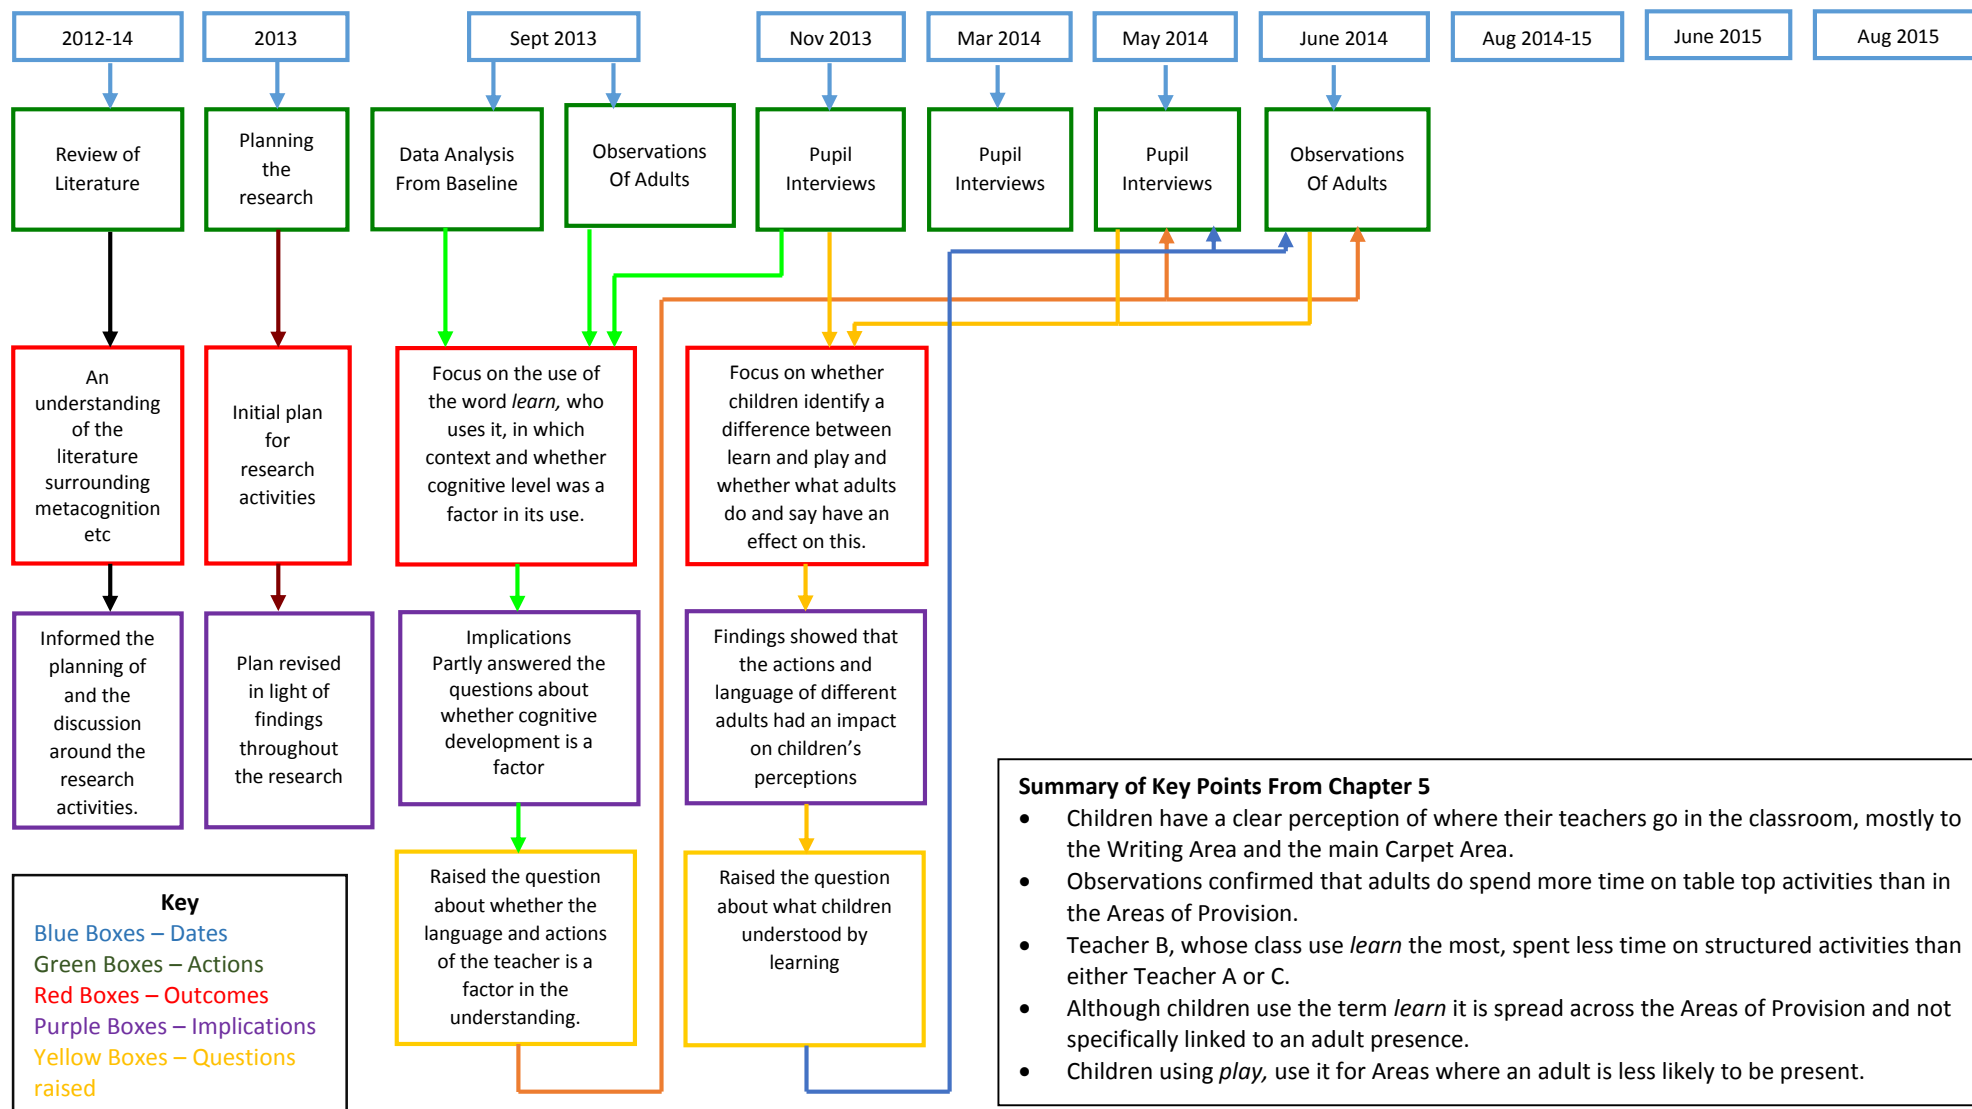 2012-14
2013
Sept 2013
Nov 2013
Mar 2014
May 2014
June 2014
Aug 2014-15
June 2015
Aug 2015
Review of
Literature
Planning
the
research
Data Analysis
From Baseline
Observations
Of Adults
Pupil
Interviews
Pupil
Interviews
Pupil
Interviews
Observations
Of Adults
An
understanding
of the
literature
surrounding
metacognition
etc
Initial plan
for
research
activities
Focus on the use of
the word learn, who
uses it, in which
context and whether
cognitive level was a
factor in its use.
Focus on whether
children identify a
difference between
learn and play and
whether what adults
do and say have an
effect on this.
Informed the
planning of
and the
discussion
around the
research
activities.
Plan revised
in light of
findings
throughout
the research
Implications
Partly answered the
questions about
whether cognitive
development is a
factor
Findings showed that
the actions and
language of different
adults had an impact
on children’s
perceptions
Raised the question
about whether the
language and actions
of the teacher is a
factor in the
understanding.
Raised the question
about what children
understood by
learning
Key
Blue Boxes – Dates
Green Boxes – Actions
Red Boxes – Outcomes
Purple Boxes – Implications
Yellow Boxes – Questions
raised
Summary of Key Points From Chapter 5
• Children have a clear perception of where their teachers go in the classroom, mostly to
the Writing Area and the main Carpet Area.
• Observations confirmed that adults do spend more time on table top activities than in
the Areas of Provision.
• Teacher B, whose class use learn the most, spent less time on structured activities than
either Teacher A or C.
• Although children use the term learn it is spread across the Areas of Provision and not
specifically linked to an adult presence.
• Children using play, use it for Areas where an adult is less likely to be present.